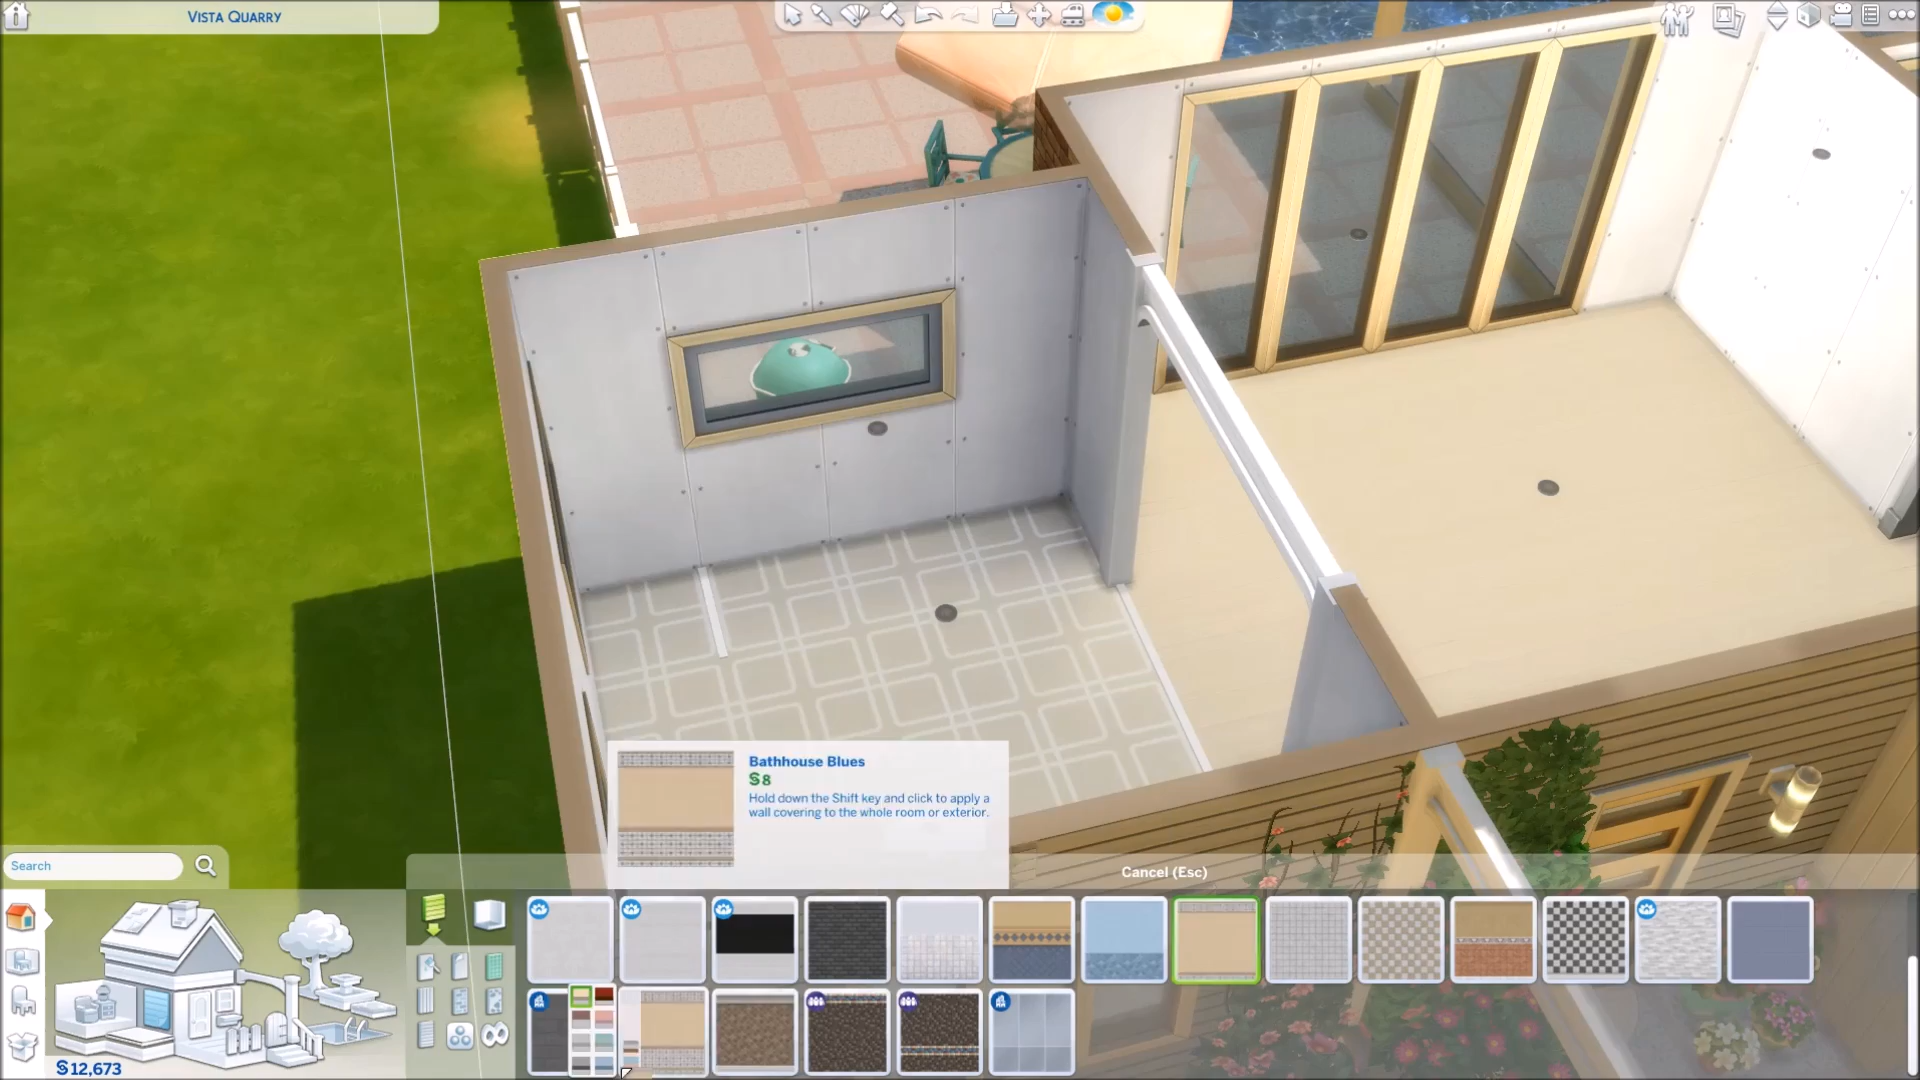 VISTA QUARRY
Bathhouse Blues
§8
Hold down the Shift key and click to apply a
wall covering to the whole room or exterior.
Search
Cancel (Esc)
§12,673